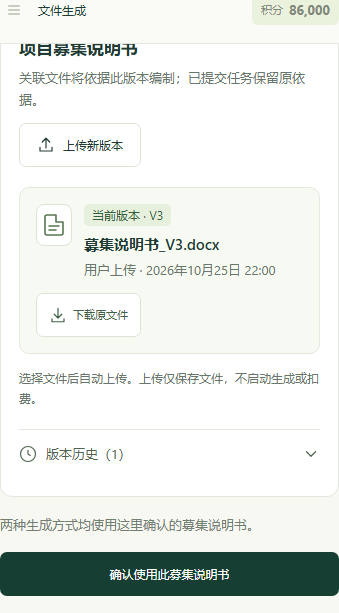 文件生成
积分 86,000
项目募集说明书
关联文件将依据此版本编制；已提交任务保留原依
据。
上传新版本
当前版本 · V3
募集说明书_V3.docx
用户上传 · 2026年10月25日 22:00
下载原文件
选择文件后自动上传。上传仅保存文件，不启动生成或扣
费。
版本历史（1）
两种生成方式均使用这里确认的募集说明书。
确认使用此募集说明书